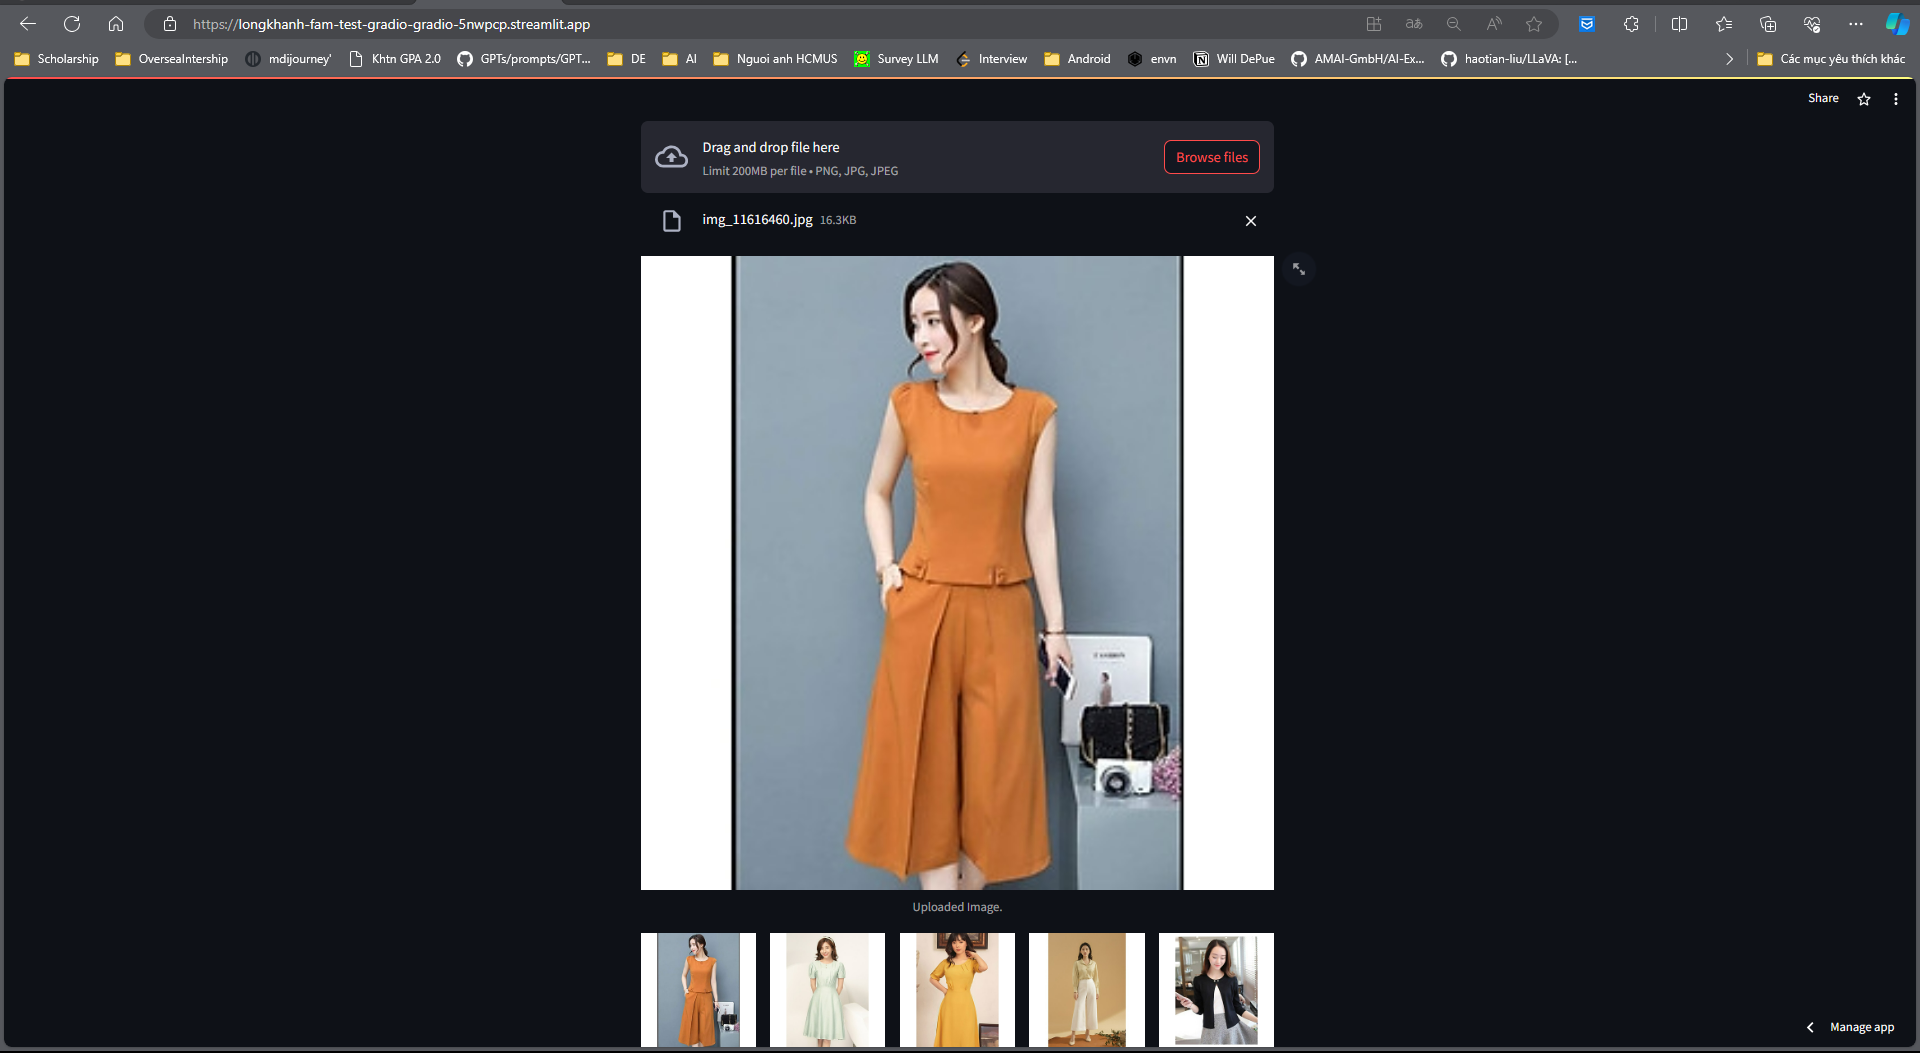 https://longkhanh-fam-test-gradio-gradio-5nwpcp.streamlit.app
Scholarship
OverseaIntership
mdijourney'
Khtn GPA 2.0
GPTs/prompts/GPT...
DE
AI
Nguoi anh HCMUS
Survey LLM
Interview
Android
envn
Will DePue
AMAI-GmbH/AI-Ex...
haotian-liu/LLaVA: [...
Các mục yêu thích khác
Share
Drag and drop file here
Limit 200MB per file • PNG, JPG, JPEG
Browse files
img_11616460.jpg 16.3KB
Uploaded Image.
Manage app